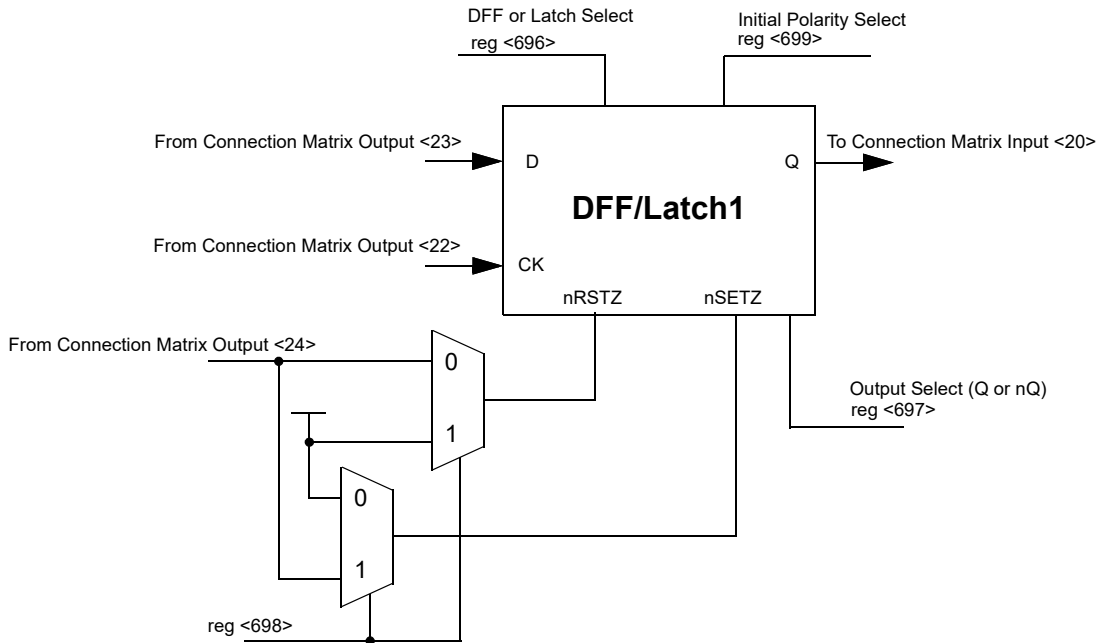 DFF or Latch Select
reg <696>
Initial Polarity Select
reg <699>
From Connection Matrix Output <23>
To Connection Matrix Input <20>
D
Q
DFF/Latch1
From Connection Matrix Output <22>
CK
nRSTZ
nSETZ
From Connection Matrix Output <24>
0
1
Output Select (Q or nQ)
reg <697>
0
1
reg <698>